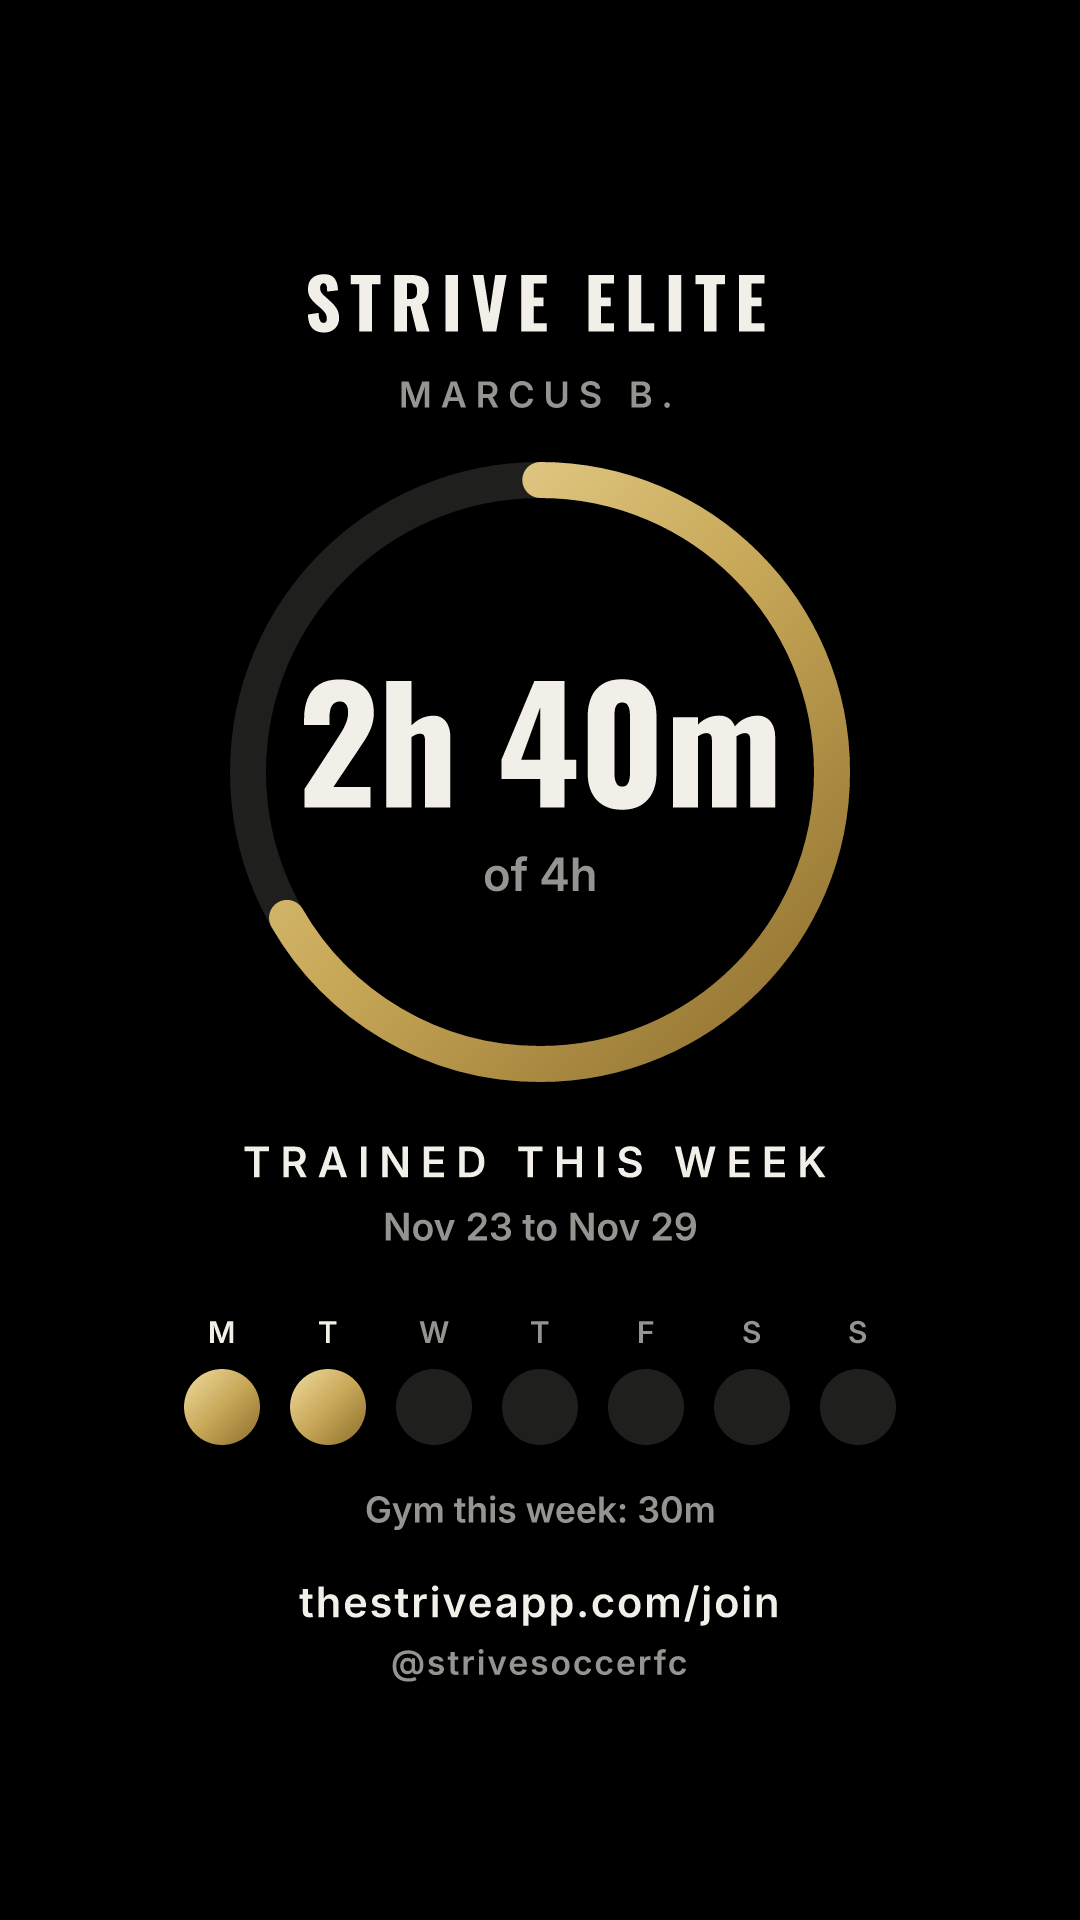 STRIVE ELITE
MARCUS B.
2h 40m
of 4h
TRAINED THIS WEEK
Nov 23 to Nov 29
M T W T F S S
Gym this week: 30m
thestriveapp.com/join
@strivesoccerfc